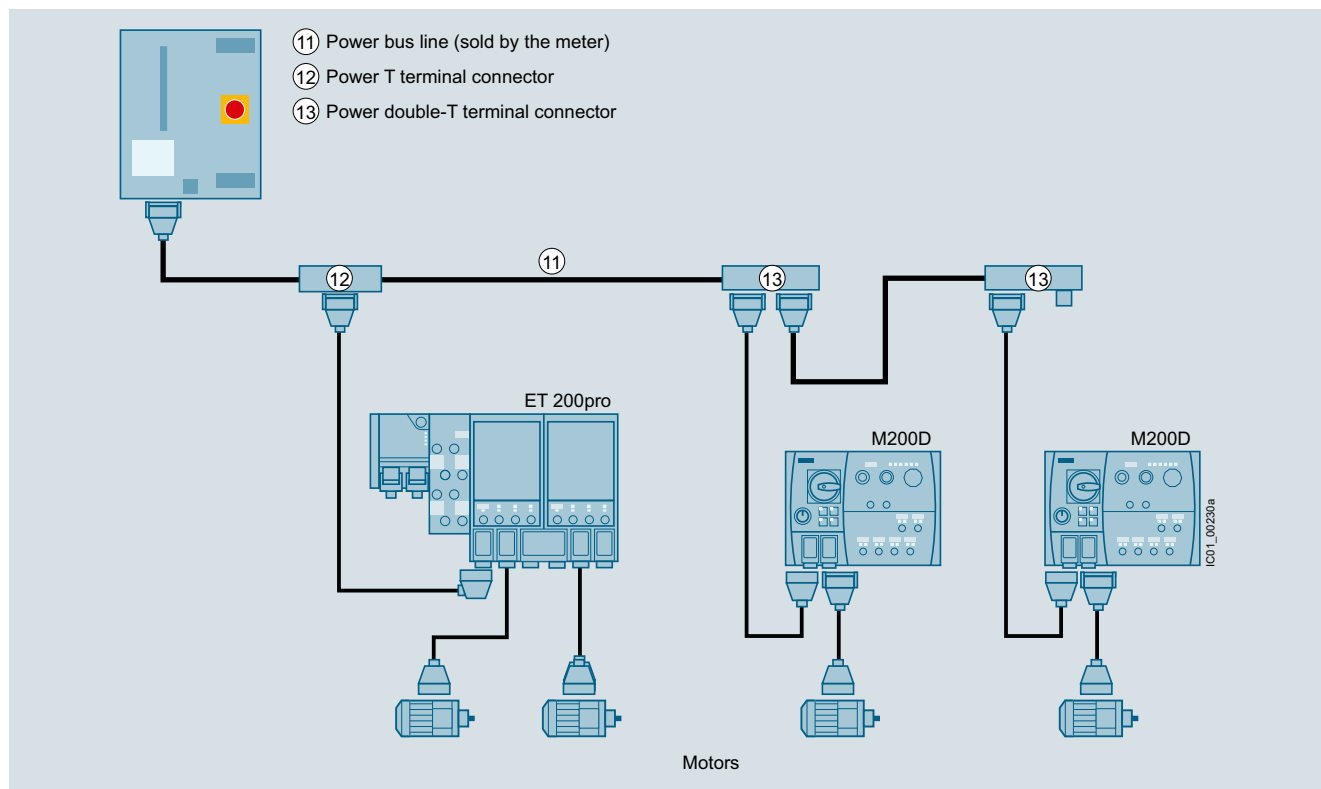 11 Power bus line (sold by the meter)
12 Power T terminal connector
13 Power double-T terminal connector
11
12
13
13
ET 200pro
M200D
M200D
IC01_00230a
Motors